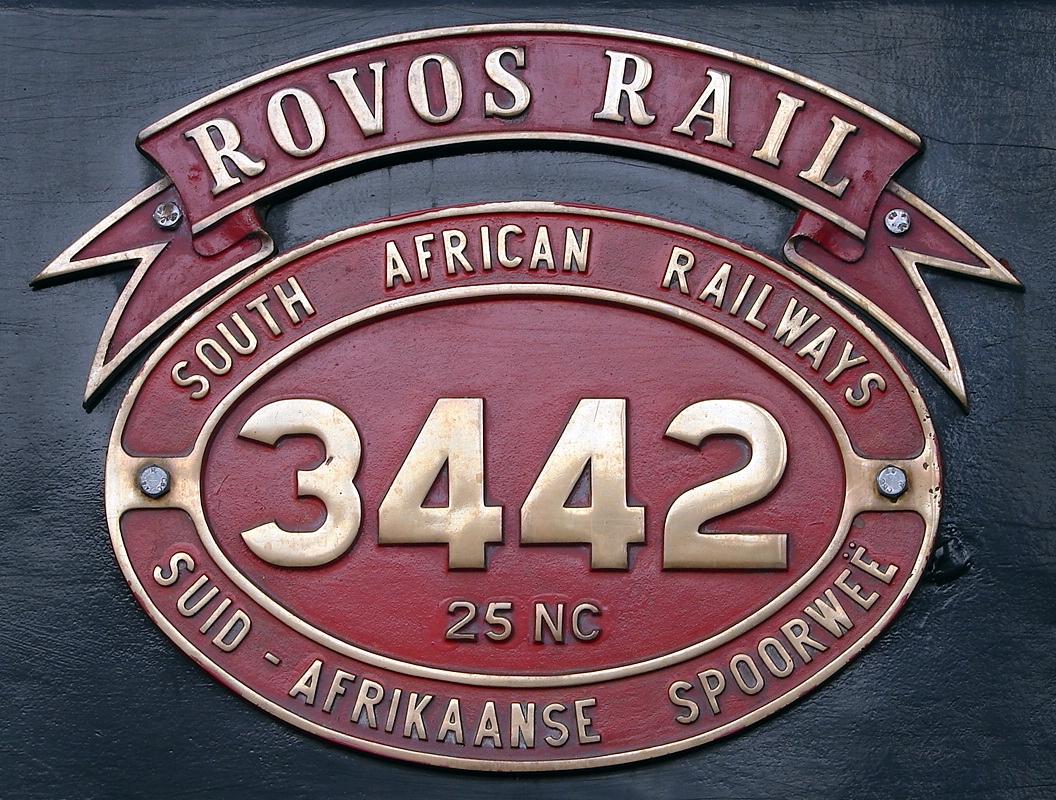 ROVOS RAIL
SOUTH AFRICAN RAILWAYS
3442
25 NC
SUID - AFRIKAANSE SPOORWEË